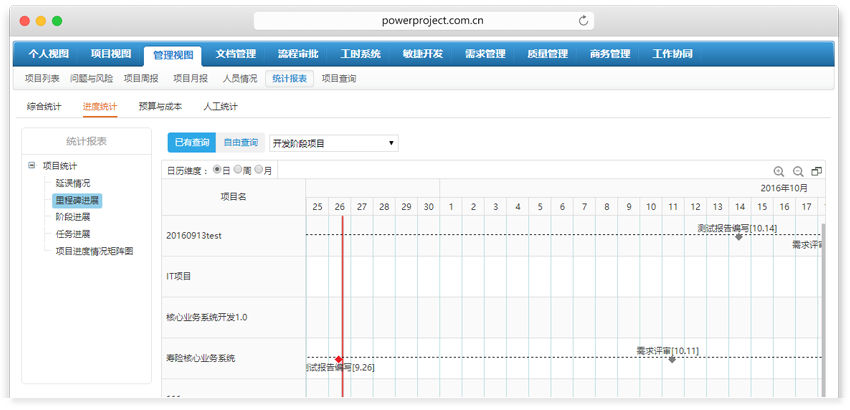 powerproject.com.cn
个人视图 项目视图 管理视图 文档管理 流程审批 工时系统 敏捷开发 需求管理 质量管理 商务管理 工作协同
项目列表 问题与风险 项目周报 项目月报 人员情况 统计报表 项目查询
综合统计 进度统计 预算与成本 人工统计
统计报表
已有查询 自由查询 开发阶段项目
项目统计
延误情况
里程碑进展
阶段进展
任务进展
项目进度情况矩阵图
日历维度： 日 周 月
项目名 2016年10月
25 26 27 28 29 30 1 2 3 4 5 6 7 8 9 10 11 12 13 14 15 16 17
20160913test
测试报告编写[10.14]
需求评审
IT项目
核心业务系统开发1.0
寿险核心业务系统
需求评审[10.11]
测试报告编写[9.26]